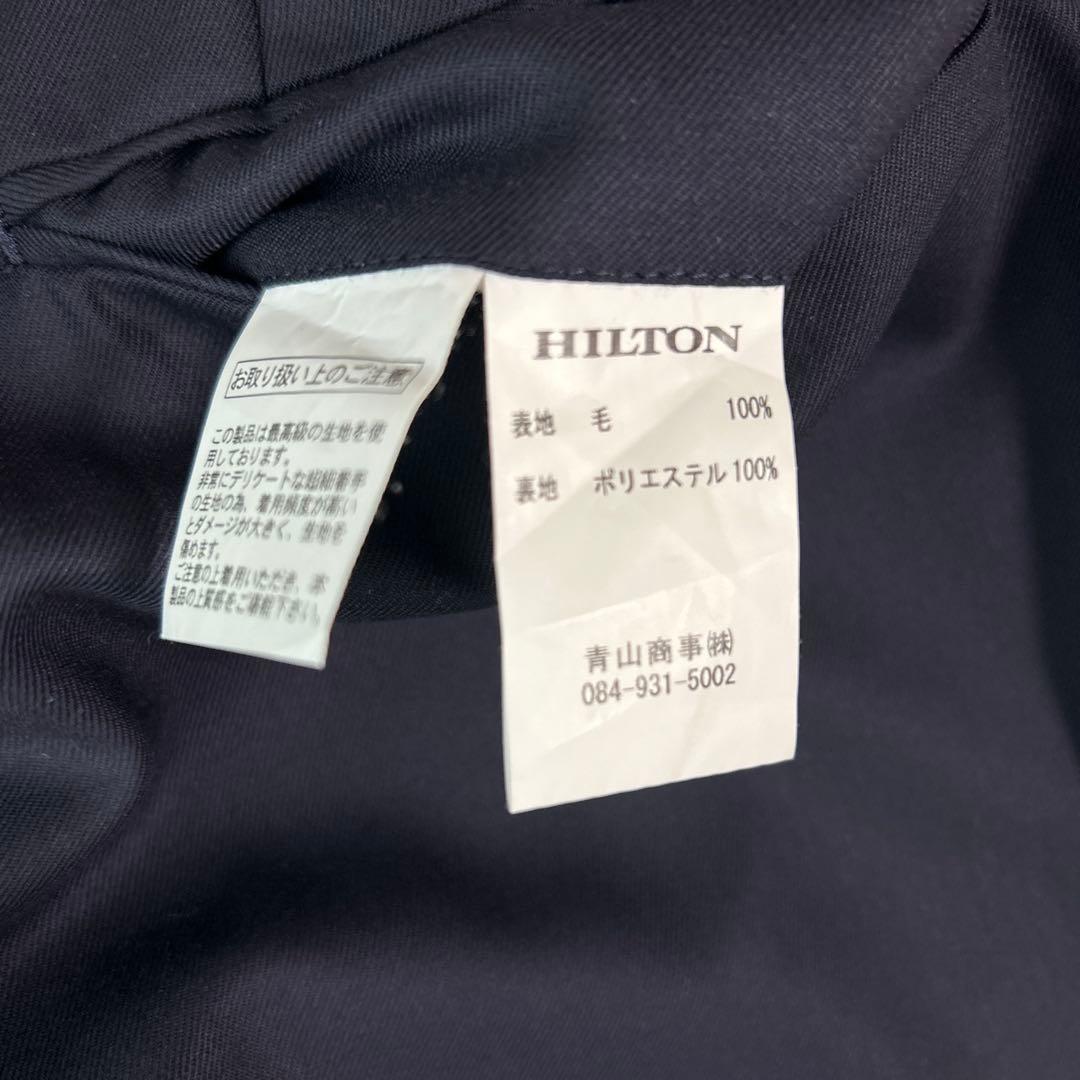 お取り扱い上のご注意
この製品は最高級の生地を使
用しております。
非常にデリケートな超細番手
の生地の為、着用頻度が高い
とダメージが大きく、生地を
傷めます。
ご注意の上着用いただき、本
製品の上質感をご堪能下さい。
HILTON
表地 毛 100%
裏地 ポリエステル 100%
青山商事㈱
084-931-5002